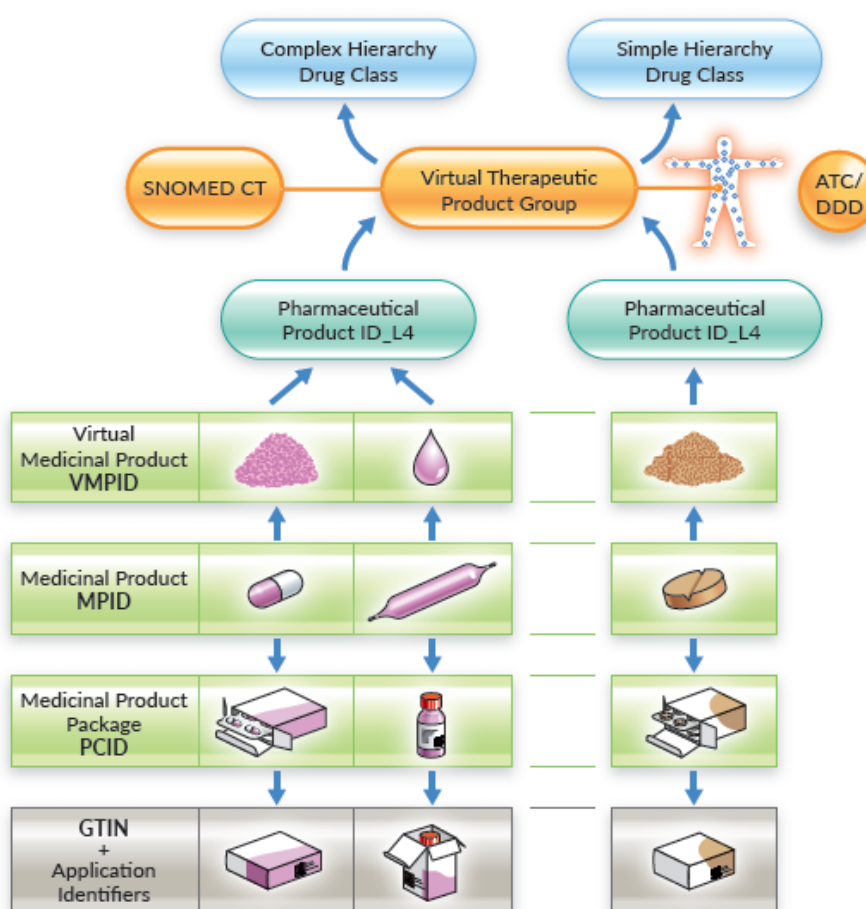 Complex Hierarchy
Drug Class
Simple Hierarchy
Drug Class
SNOMED CT
Virtual Therapeutic
Product Group
ATC/
DDD
Pharmaceutical
Product ID_L4
Pharmaceutical
Product ID_L4
Virtual
Medicinal Product
VMPID
Medicinal Product
MPID
Medicinal Product
Package
PCID
GTIN
+
Application
Identifiers